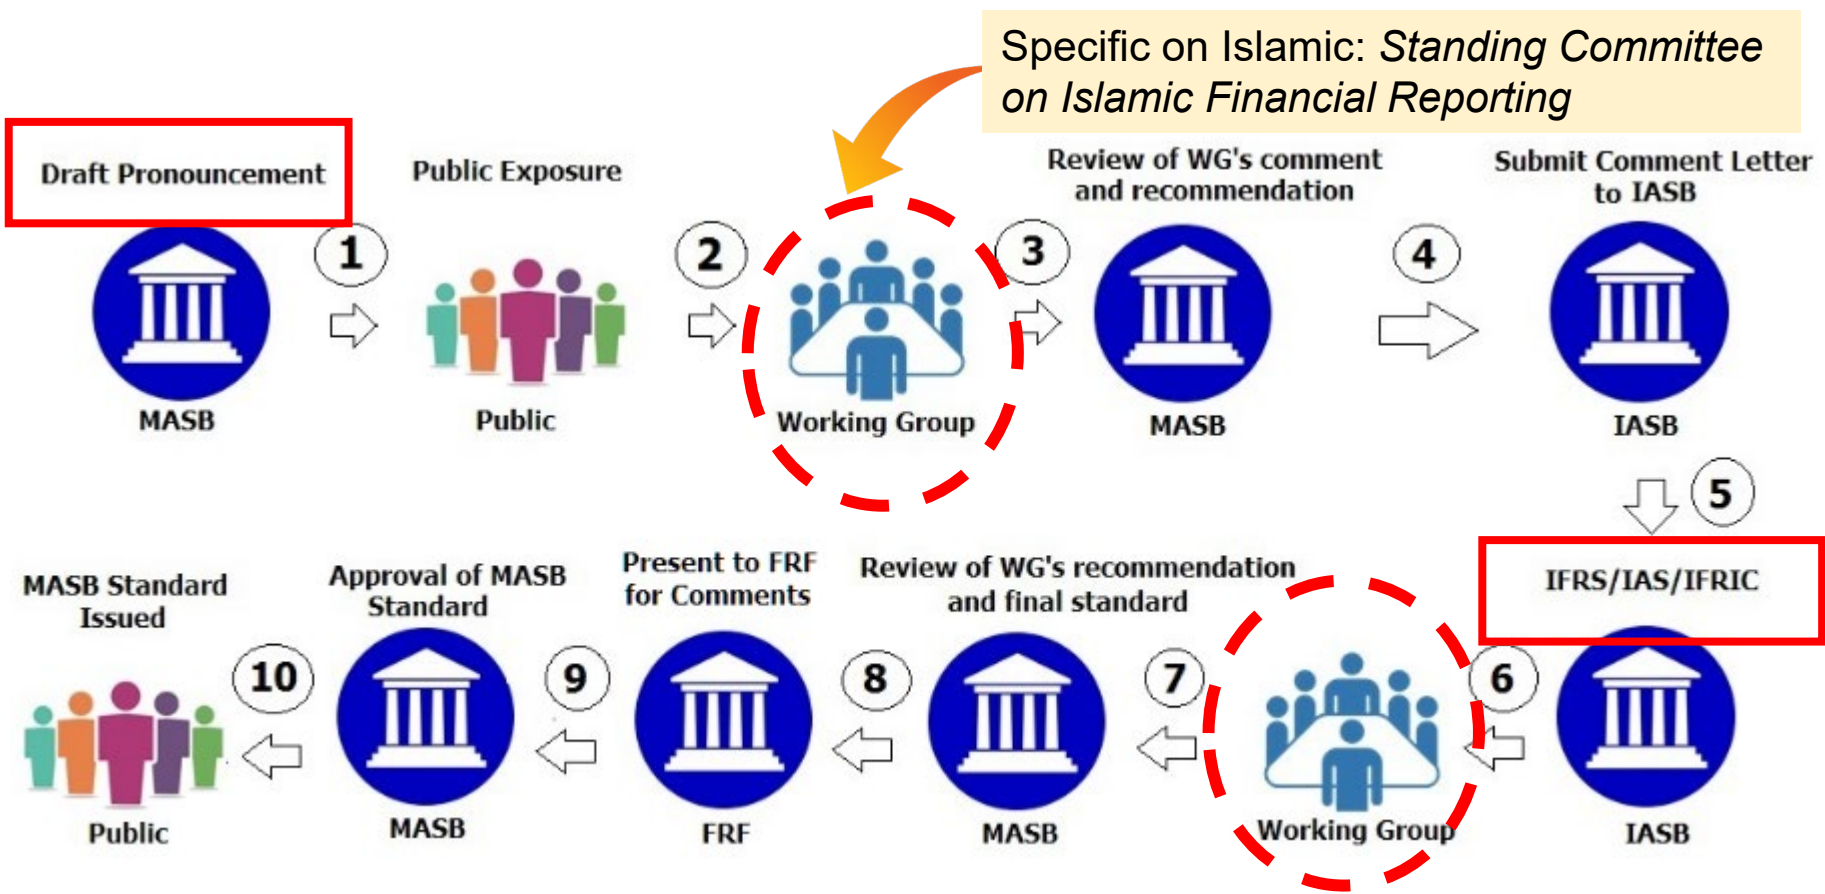 Specific on Islamic: Standing Committee
on Islamic Financial Reporting
Draft Pronouncement
1
MASB
Public Exposure
2
Public
Working Group
3
Review of WG's comment
and recommendation
4
MASB
Submit Comment Letter
to IASB
IASB
5
IFRS/IAS/IFRIC
6
IASB
Working Group
7
Review of WG's recommendation
and final standard
8
MASB
Present to FRF
for Comments
9
FRF
Approval of MASB
Standard
10
MASB
MASB Standard
Issued
Public